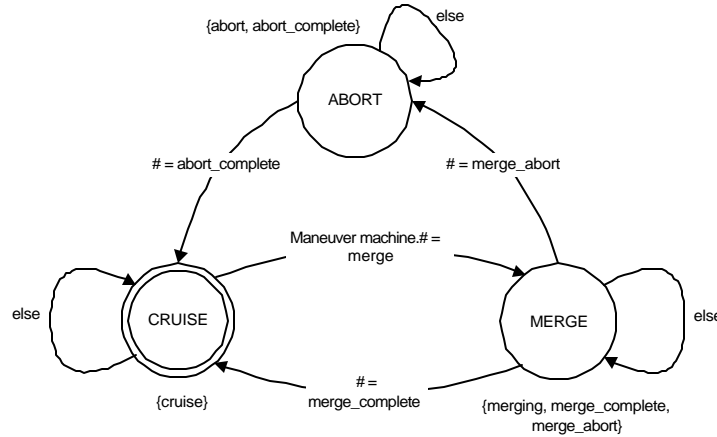 {abort, abort_complete}
else
ABORT
# = abort_complete
# = merge_abort
Maneuver machine.# =
merge
else
CRUISE
MERGE
else
# =
merge_complete
{cruise}
{merging, merge_complete,
merge_abort}